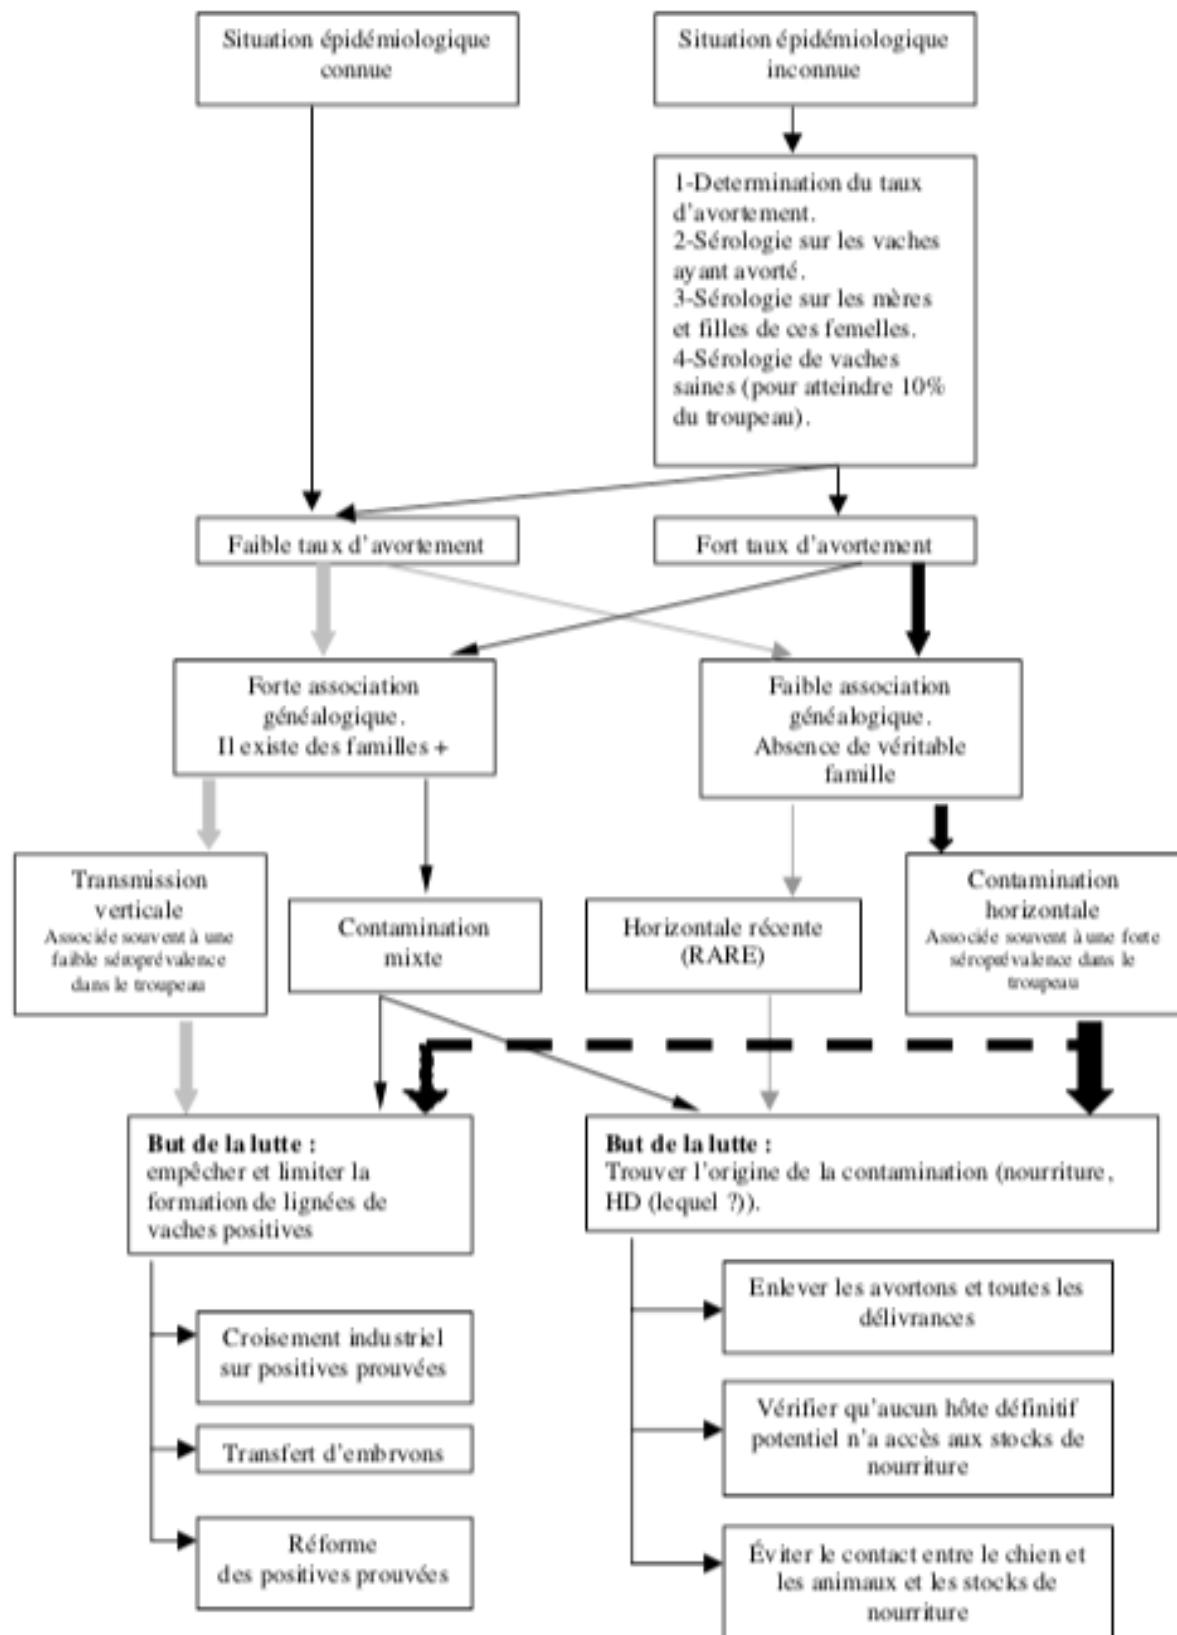 Situation épidémiologique
connue
Situation épidémiologique
inconnue
1-Determination du taux
d'avortement.
2-Sérologie sur les vaches
ayant avorté.
3-Sérologie sur les mères
et filles de ces femelles.
4-Sérologie de vaches
saines (pour atteindre 10%
du troupeau).
Faible taux d'avortement
Fort taux d'avortement
Forte association
généalogique.
Il existe des familles +
Faible association
généalogique.
Absence de véritable
famille
Transmission
verticale
Associée souvent à une
faible séroprévalence
dans le troupeau
Contamination
mixte
Horizontale récente
(RARE)
Contamination
horizontale
Associée souvent à une forte
séroprévalence dans le
troupeau
But de la lutte :
empêcher et limiter la
formation de lignées de
vaches positives
But de la lutte :
Trouver l'origine de la contamination (nourriture,
HD (lequel ?)).
Croisement industriel
sur positives prouvées
Transfert d'embryons
Réforme
des positives prouvées
Enlever les avortons et toutes les
délivrances
Vérifier qu'aucun hôte définitif
potentiel n'a accès aux stocks de
nourriture
Éviter le contact entre le chien et
les animaux et les stocks de
nourriture